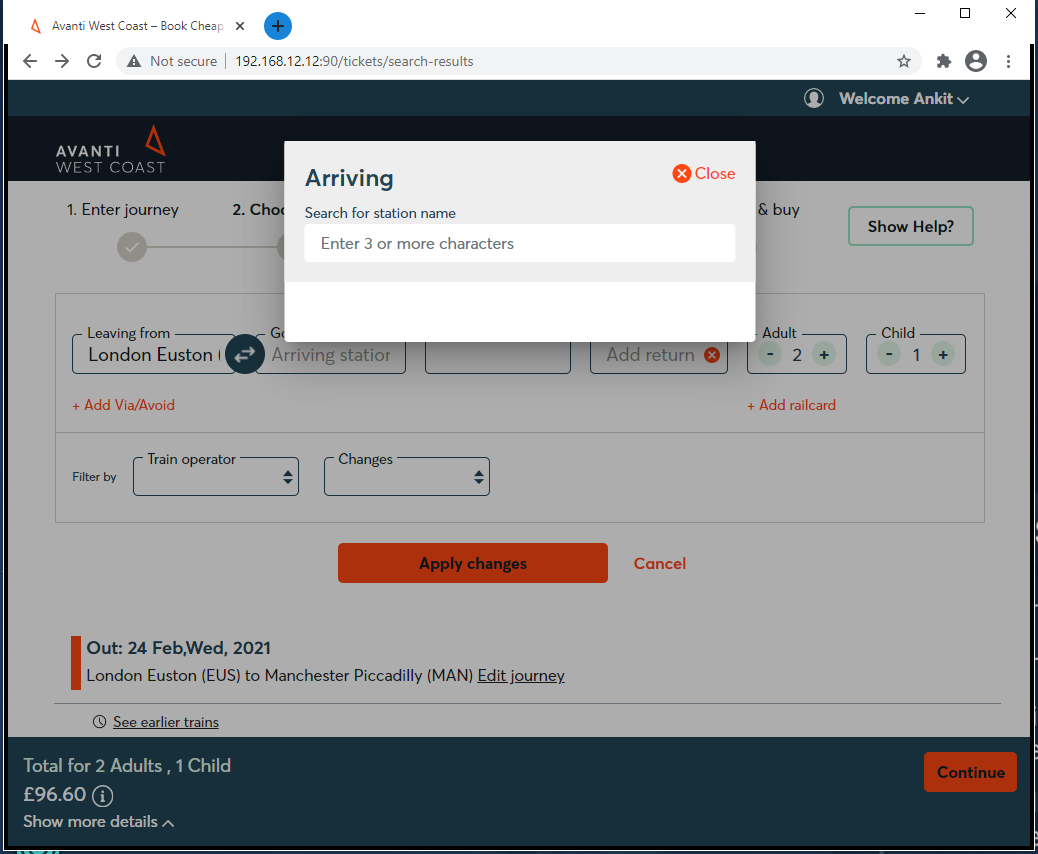 Avanti West Coast – Book Cheap
Not secure | 192.168.12.12:90/tickets/search-results
Welcome Ankit
AVANTI
WEST COAST
Arriving
Close
Search for station name
Enter 3 or more characters
1. Enter journey
2. Choo
& buy
Show Help?
Leaving from
Go
Adult
Child
London Euston (
Arriving station
Add return
- 2 +
- 1 +
+ Add Via/Avoid
+ Add railcard
Filter by
Train operator
Changes
Apply changes
Cancel
Out: 24 Feb,Wed, 2021
London Euston (EUS) to Manchester Piccadilly (MAN) Edit journey
See earlier trains
Total for 2 Adults , 1 Child
£96.60
Show more details
Continue